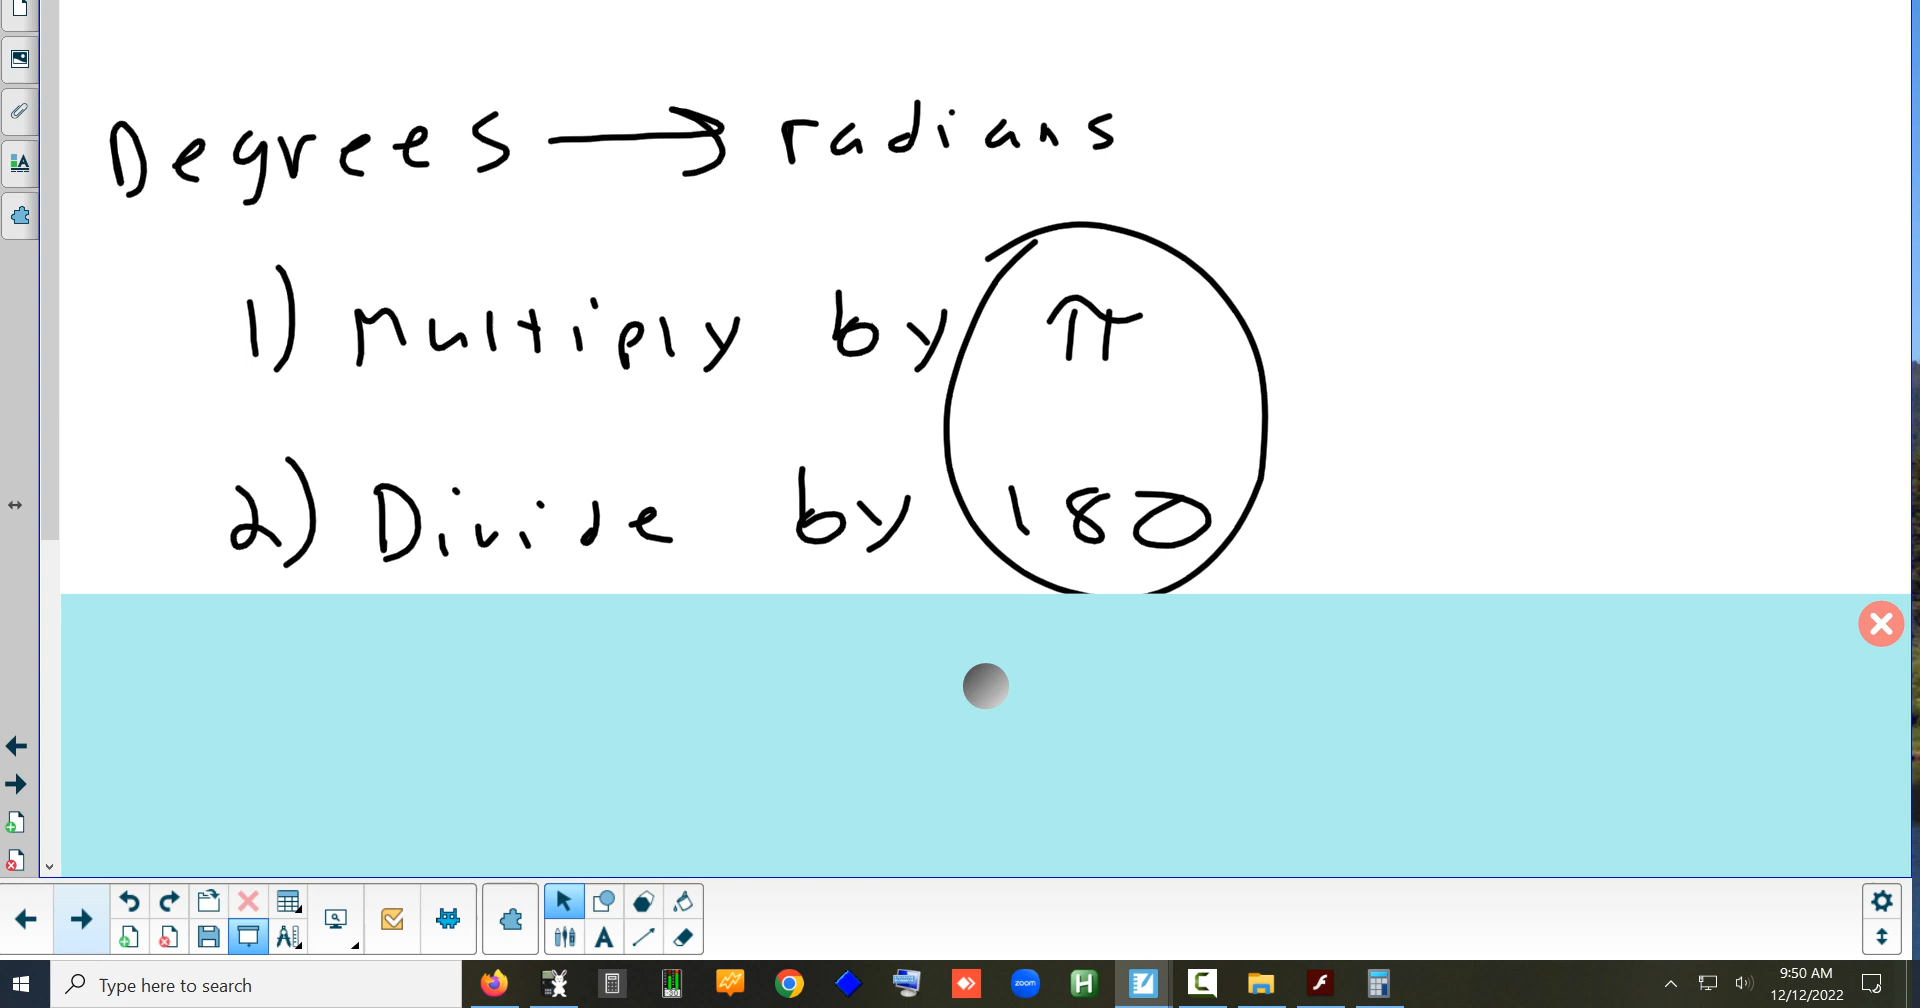 Degrees → radians
1) Multiply by π
2) Divide by 180
A
A
A
Type here to search
zoom
H
C
9:50 AM
12/12/2022